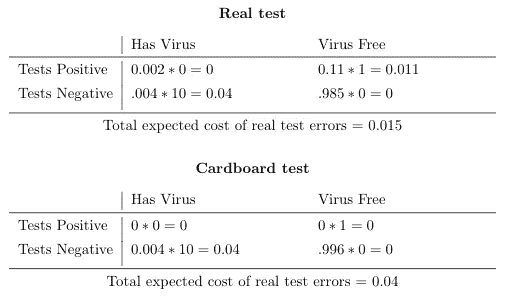 Real test
Has Virus Virus Free
Tests Positive 0.002 ∗ 0 = 0 0.11 ∗ 1 = 0.011
Tests Negative .004 ∗ 10 = 0.04 .985 ∗ 0 = 0
Total expected cost of real test errors = 0.015
Cardboard test
Has Virus Virus Free
Tests Positive 0 ∗ 0 = 0 0 ∗ 1 = 0
Tests Negative 0.004 ∗ 10 = 0.04 .996 ∗ 0 = 0
Total expected cost of real test errors = 0.04